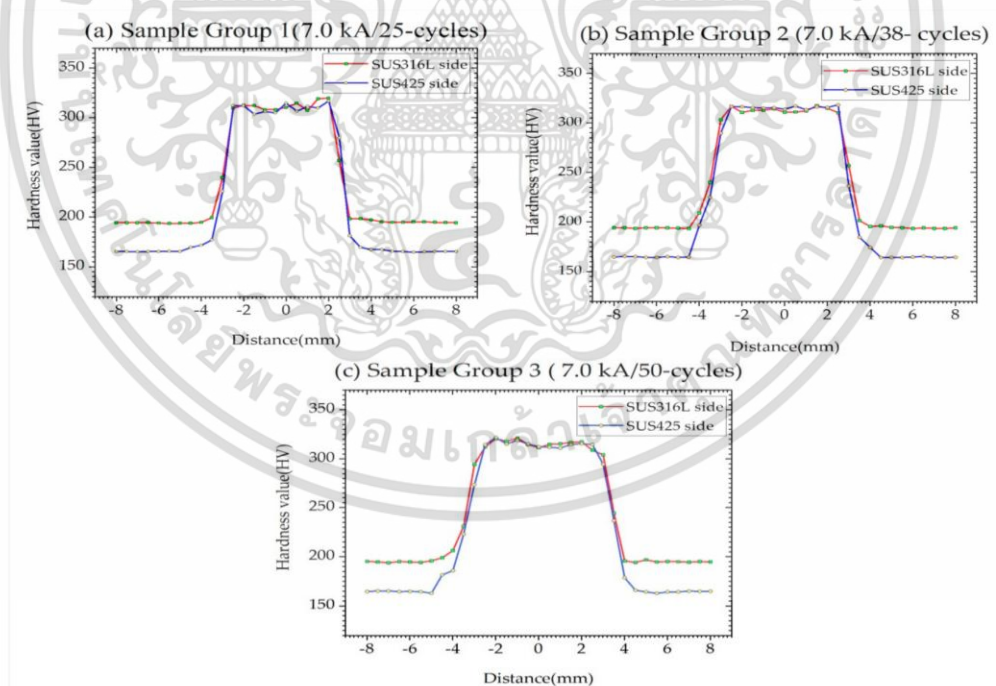 (a) Sample Group 1(7.0 kA/25-cycles)
350
300
250
200
150
Hardness value(HV)
SUS316L side
SUS425 side
-8 -6 -4 -2 0 2 4 6 8
Distance(mm)
(b) Sample Group 2 (7.0 kA/38- cycles)
350
300
250
200
150
Hardness value(HV)
SUS316L side
SUS425 side
-8 -6 -4 -2 0 2 4 6 8
Distance(mm)
(c) Sample Group 3 ( 7.0 kA/50-cycles)
350
300
250
200
150
Hardness value(HV)
SUS316L side
SUS425 side
-8 -6 -4 -2 0 2 4 6 8
Distance(mm)